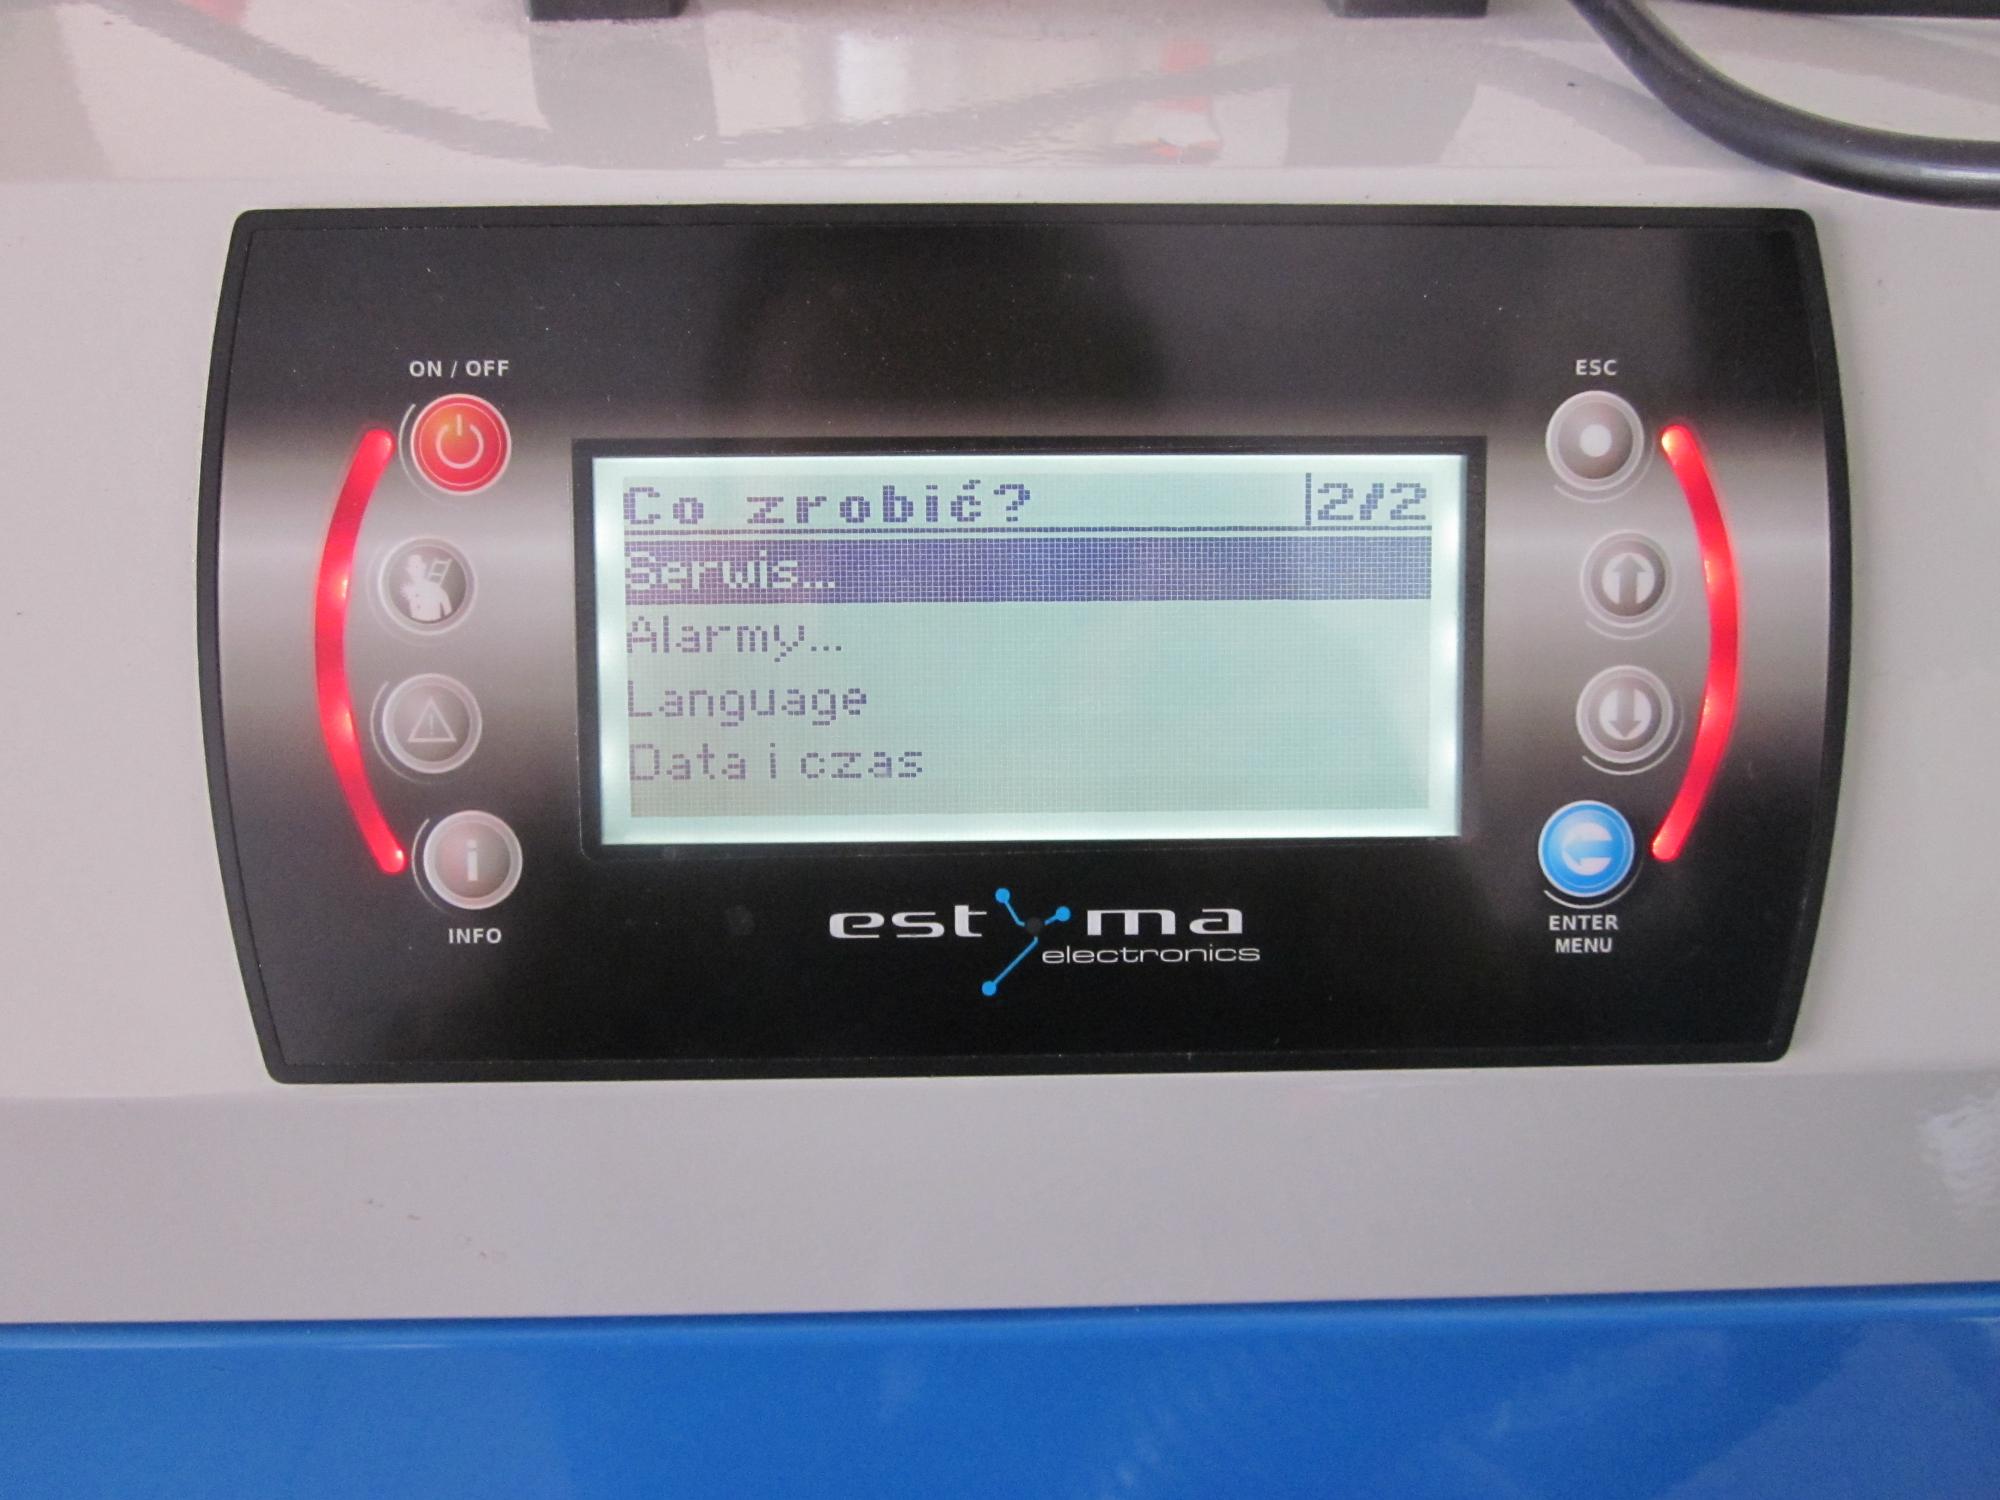 ON / OFF
ESC
Co zrobić? 2/2
Serwis...
Alarmy...
Language
Data i czas
INFO
ENTER
MENU
estyma
electronics